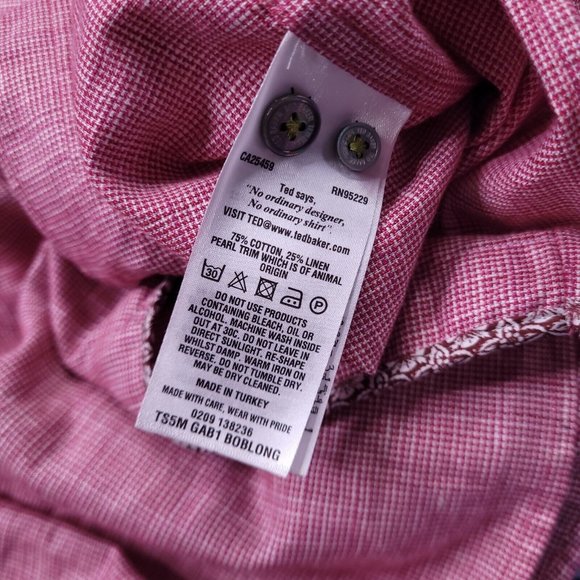 CA25459 RN95229
Ted says,
"No ordinary designer,
No ordinary shirt".
VISIT TED@www.tedbaker.com
75% COTTON, 25% LINEN
PEARL TRIM WHICH IS OF ANIMAL
ORIGIN
30 P
DO NOT USE PRODUCTS
CONTAINING BLEACH, OIL OR
ALCOHOL. MACHINE WASH INSIDE
OUT AT 30C. DO NOT LEAVE IN
DIRECT SUNLIGHT. RE-SHAPE
WHILST DAMP. WARM IRON ON
REVERSE. DO NOT TUMBLE DRY.
MAY BE DRY CLEANED.
MADE IN TURKEY
MADE WITH CARE, WEAR WITH PRIDE
0209 138236
TS5M GAB1 BOBLONG